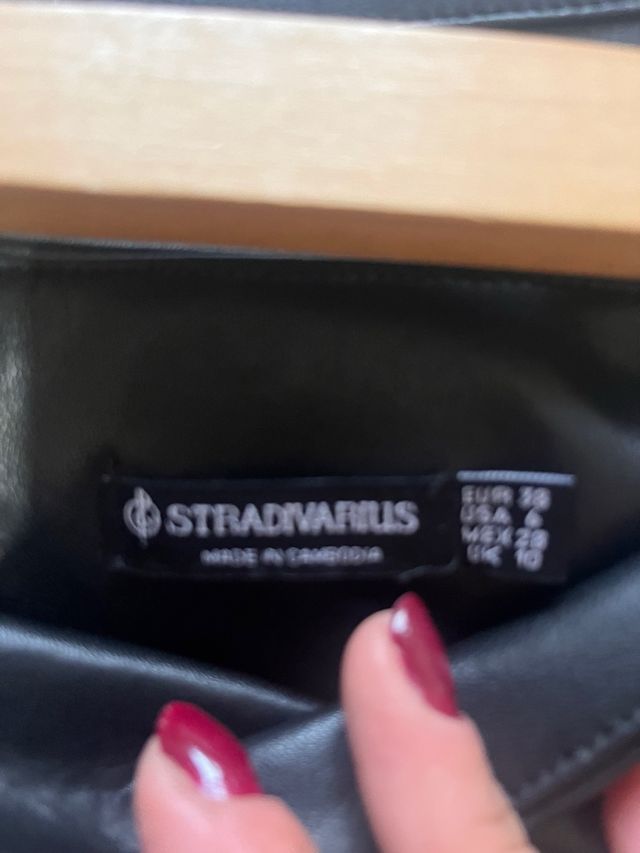 STRADIVARIUS
MADE IN CAMBODIA
EUR 38
USA 6
MEX 28
UK 10